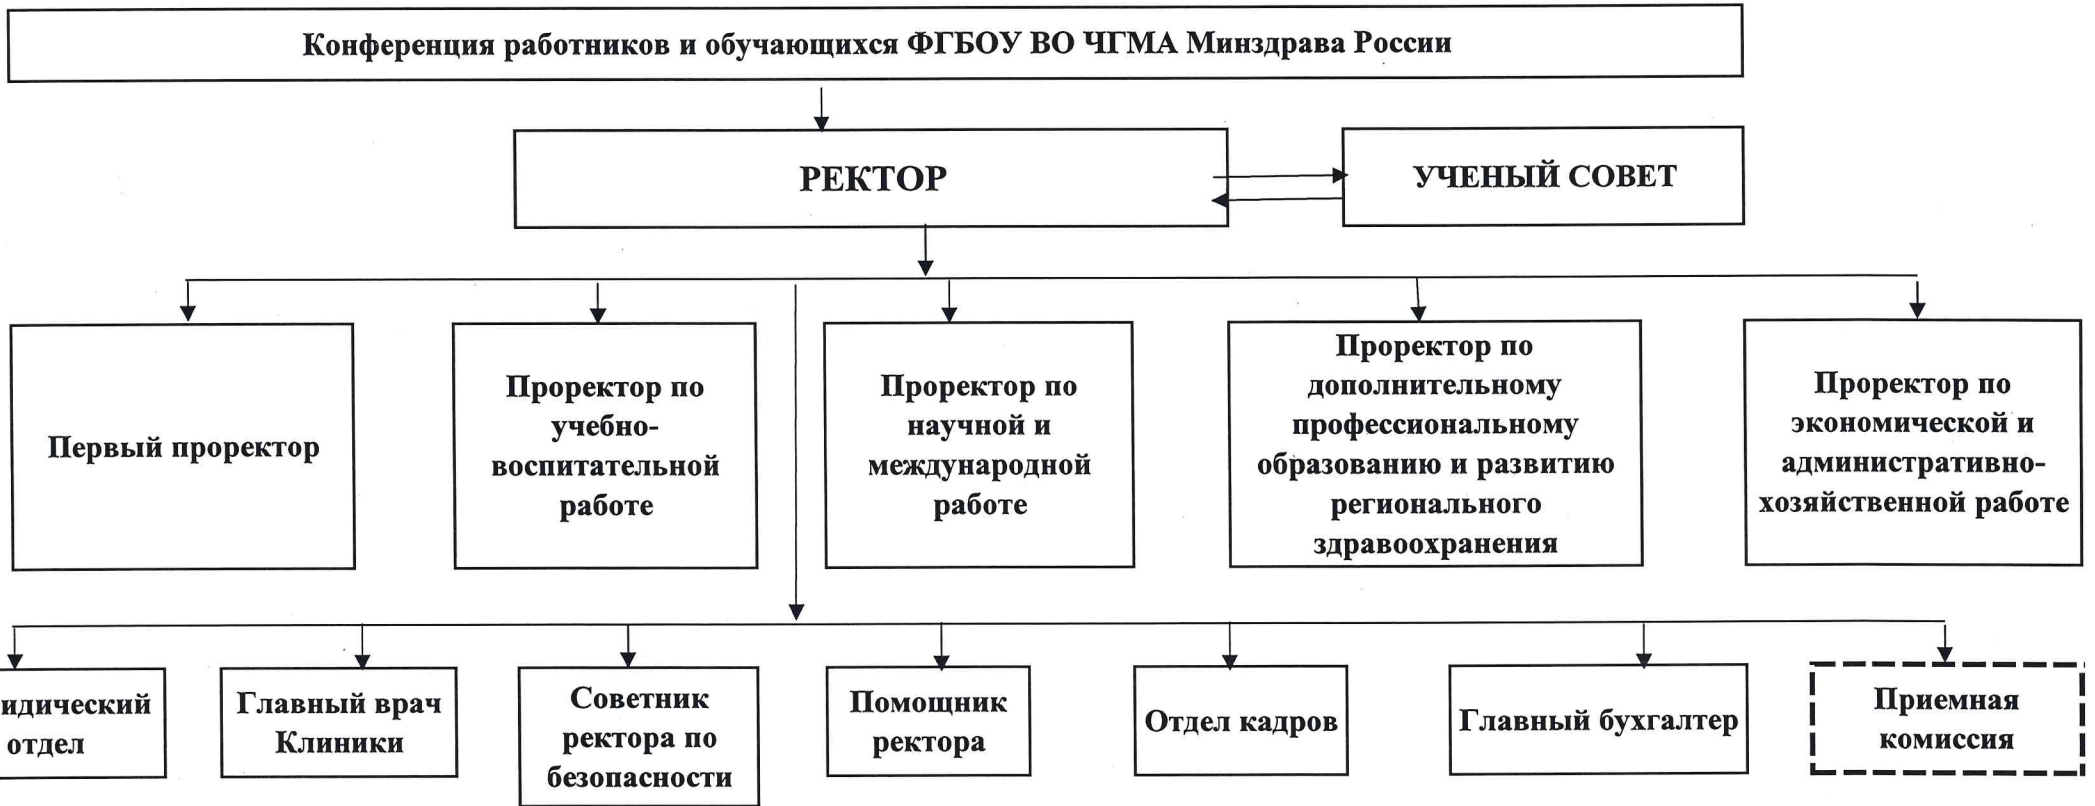 Конференция работников и обучающихся ФГБОУ ВО ЧГМА Минздрава России
РЕКТОР
УЧЕНЫЙ СОВЕТ
Первый проректор
Проректор по
учебно-
воспитательной
работе
Проректор по
научной и
международной
работе
Проректор по
дополнительному
профессиональному
образованию и развитию
регионального
здравоохранения
Проректор по
экономической и
административно-
хозяйственной работе
идический
отдел
Главный врач
Клиники
Советник
ректора по
безопасности
Помощник
ректора
Отдел кадров
Главный бухгалтер
Приемная
комиссия